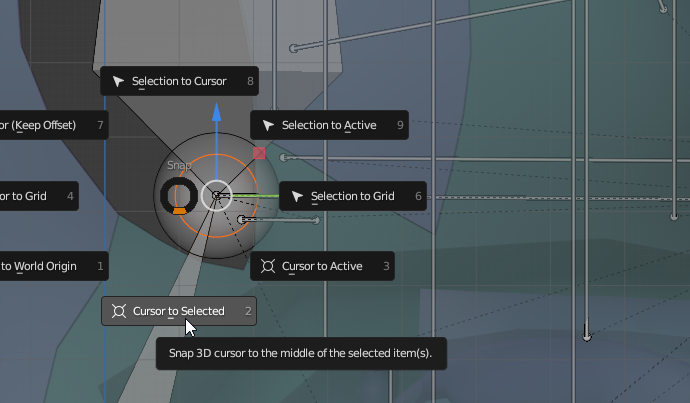 Selection to Cursor 8
or (Keep Offset) 7
Selection to Active 9
Snap
or to Grid 4
Selection to Grid 6
to World Origin 1
Cursor to Active 3
Cursor to Selected 2
Snap 3D cursor to the middle of the selected item(s).